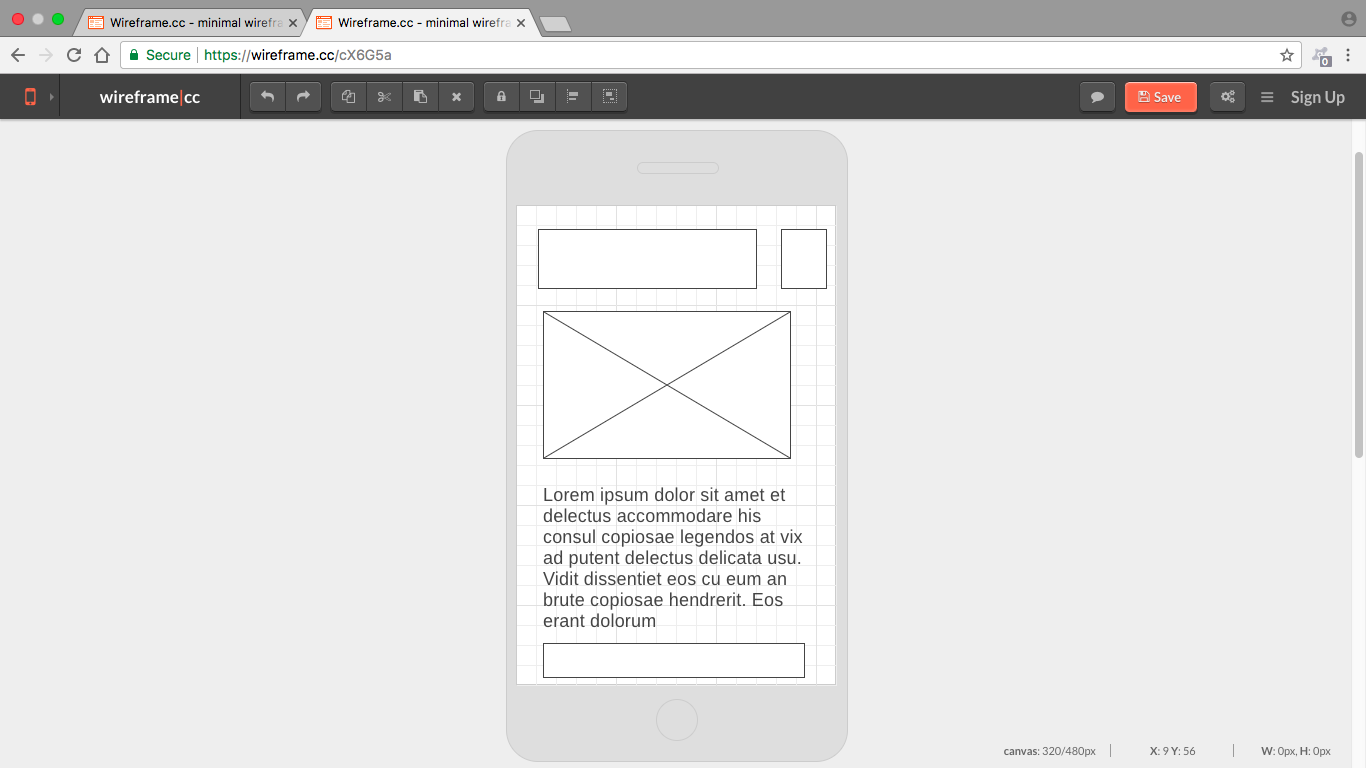 Wireframe.cc - minimal wirefra
Wireframe.cc - minimal wirefra
Secure https://wireframe.cc/cX6G5a
0
wireframe|cc
Save
Sign Up
Lorem ipsum dolor sit amet et
delectus accommodare his
consul copiosae legendos at vix
ad putent delectus delicata usu.
Vidit dissentiet eos cu eum an
brute copiosae hendrerit. Eos
erant dolorum
canvas: 320/480px X: 9 Y: 56 W: 0px, H: 0px